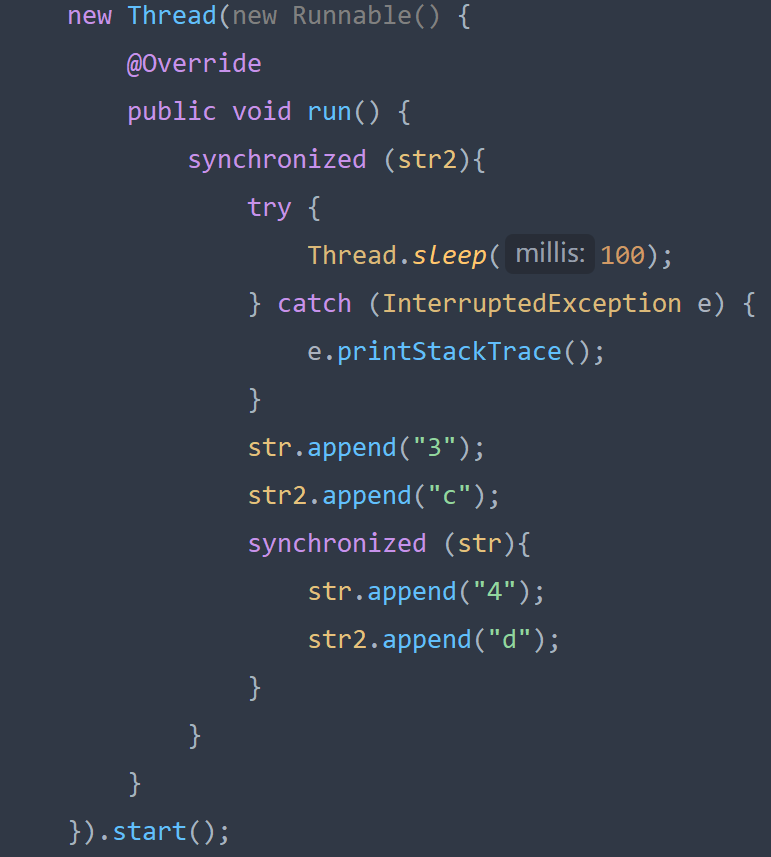 new Thread(new Runnable() {
@Override
public void run() {
synchronized (str2){
try {
Thread.sleep( millis: 100);
} catch (InterruptedException e) {
e.printStackTrace();
}
str.append("3");
str2.append("c");
synchronized (str){
str.append("4");
str2.append("d");
}
}
}
}).start();